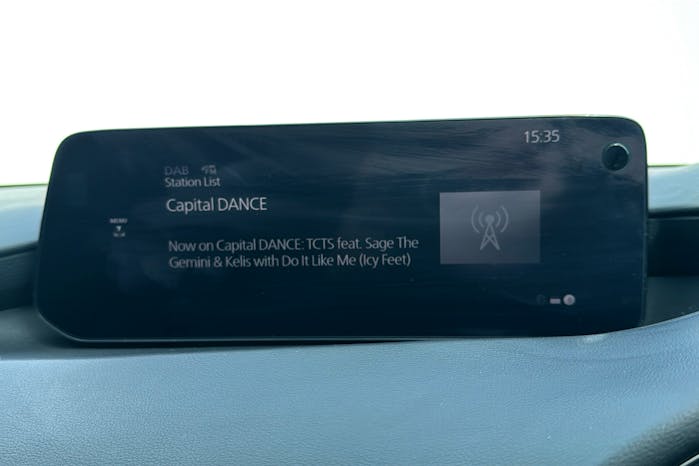 15:35
DAB
Station List
Capital DANCE
MENU
Now on Capital DANCE: TCTS feat. Sage The
Gemini & Kelis with Do It Like Me (Icy Feet)